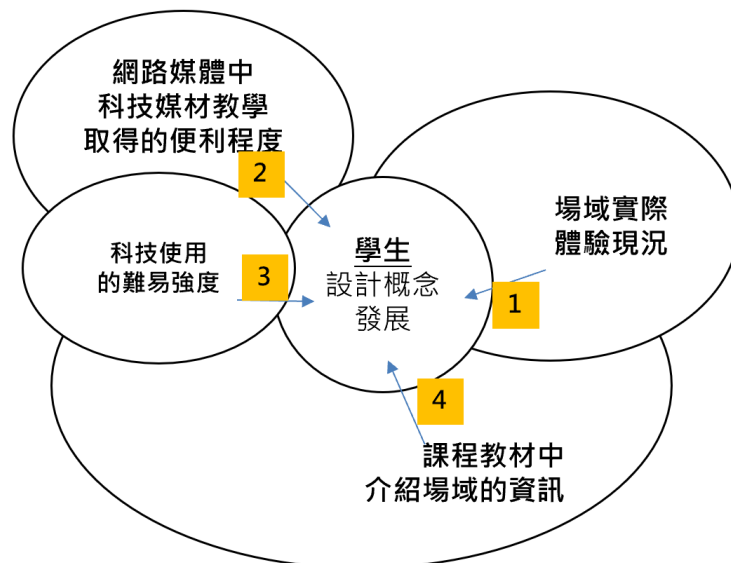 網路媒體中
科技媒材教學
取得的便利程度
2
科技使用
的難易強度
3
學生
設計概念
發展
場域實際
體驗現況
1
4
課程教材中
介紹場域的資訊